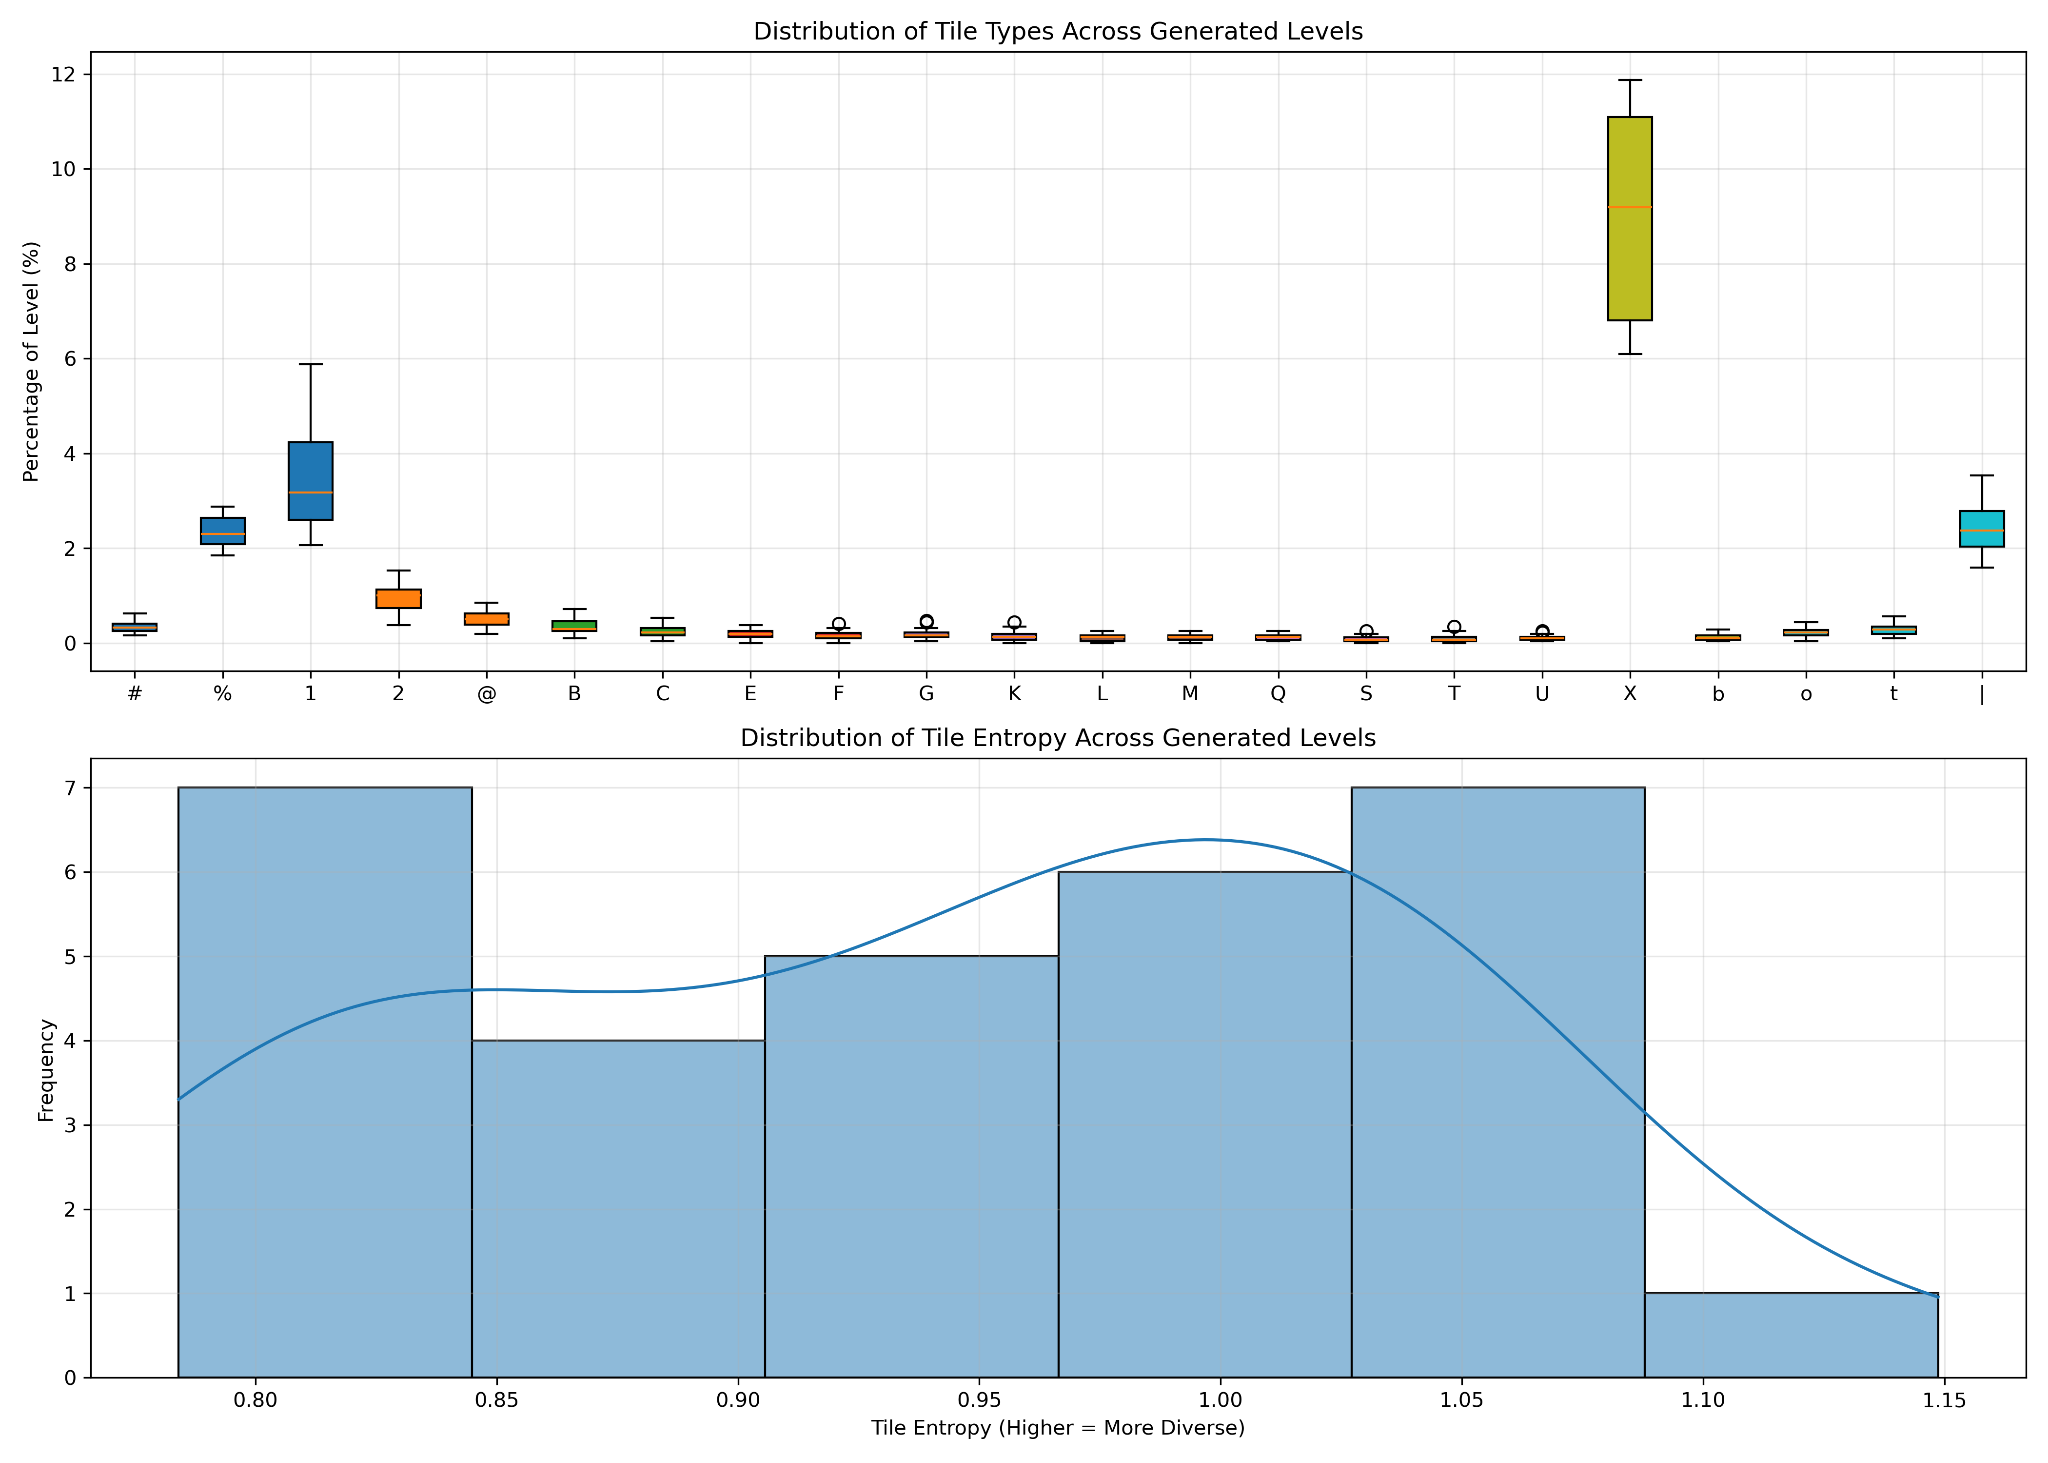 Distribution of Tile Types Across Generated Levels
12
10
8
6
4
2
0
Percentage of Level (%)
# % 1 2 @ B C E F G K L M Q S T U X b o t |
Distribution of Tile Entropy Across Generated Levels
7
6
5
4
3
2
1
0
Frequency
0.80 0.85 0.90 0.95 1.00 1.05 1.10 1.15
Tile Entropy (Higher = More Diverse)